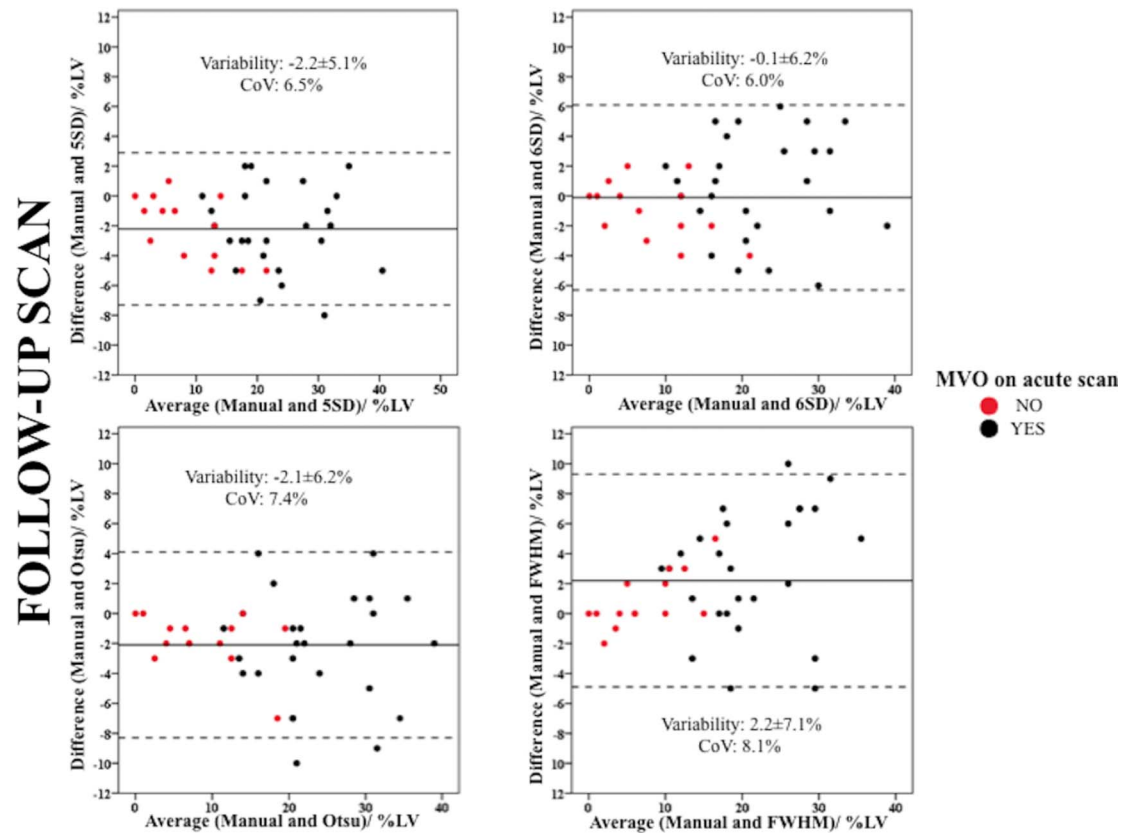 FOLLOW-UP SCAN
Difference (Manual and 5SD)/ %LV
12
10
8
6
4
2
0
-2
-4
-6
-8
-10
-12
Variability: -2.2±5.1%
CoV: 6.5%
0 10 20 30 40 50
Average (Manual and 5SD)/ %LV
Difference (Manual and 6SD)/ %LV
12
10
8
6
4
2
0
-2
-4
-6
-8
-10
-12
Variability: -0.1±6.2%
CoV: 6.0%
0 10 20 30 40
Average (Manual and 6SD)/ %LV
MVO on acute scan
NO
YES
Difference (Manual and Otsu)/ %LV
12
10
8
6
4
2
0
-2
-4
-6
-8
-10
-12
Variability: -2.1±6.2%
CoV: 7.4%
0 10 20 30 40
Average (Manual and Otsu)/ %LV
Difference (Manual and FWHM)/ %LV
12
10
8
6
4
2
0
-2
-4
-6
-8
-10
-12
Variability: 2.2±7.1%
CoV: 8.1%
0 10 20 30 40
Average (Manual and FWHM)/ %LV